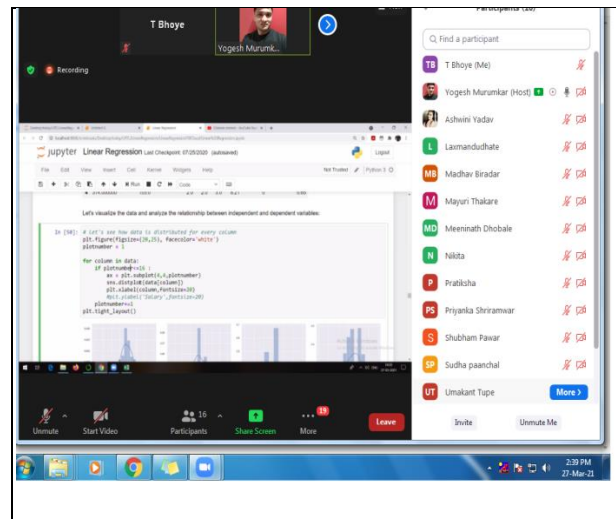 Participants (16)
T Bhoye
Yogesh Murumk...
Recording
Find a participant
TB T Bhoye (Me)
Yogesh Murumkar (Host)
Ashwini Yadav
L Laxmandudhate
MB Madhav Biradar
M Mayuri Thakare
MD Meeninath Dhobale
N Nikita
P Pratiksha
PS Priyanka Shriramwar
S Shubham Pawar
SP Sudha paanchal
UT Umakant Tupe More >
Invite Unmute Me
jupyter Linear Regression Last Checkpoint: 07/25/2020 (autosaved) Logout
File Edit View Insert Cell Kernel Widgets Help Not Trusted Python 3
Run Code
Let's visualize the data and analyze the relationship between independent and dependent variables:
In [54]: # Let's see how data is distributed for every column
plt.figure(figsize=(20,25), facecolor='white')
plotnumber = 1
for column in data:
if plotnumber<=16 :
ax = plt.subplot(4,4,plotnumber)
sns.distplot(data[column])
plt.xlabel(column,fontsize=20)
#plt.ylabel('Salary',fontsize=20)
plotnumber+=1
plt.tight_layout()
Unmute Start Video 16 Participants Share Screen 19 More Leave
2:39 PM
27-Mar-21